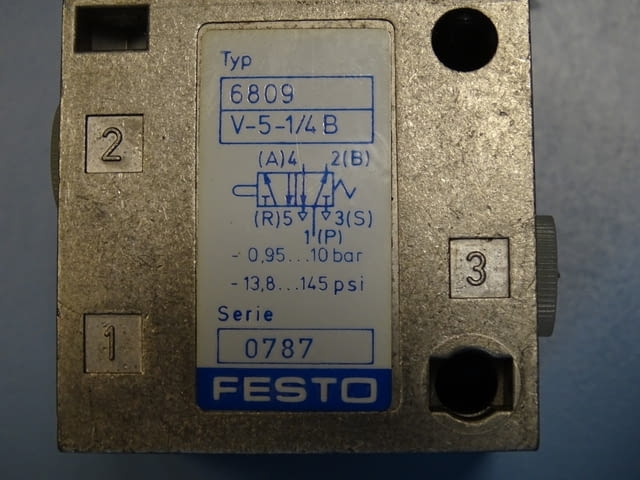 Typ
6809
V-5-1/4 B
2
(A)4 2(B)
(R)5 3(S)
1(P)
- 0,95...10 bar
- 13,8...145 psi
3
Serie
1
0787
FESTO